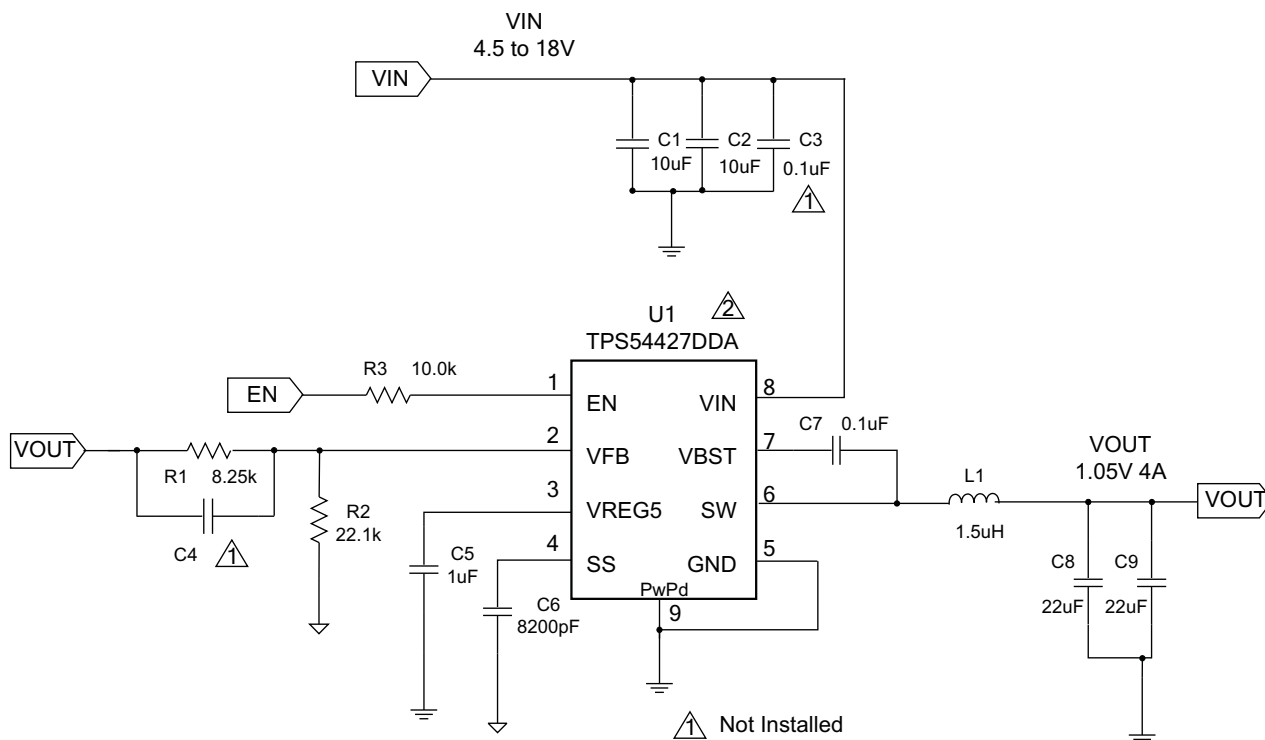 VIN
4.5 to 18V
VIN
C1
10uF
C2
10uF
C3
0.1uF
1
2
U1
TPS54427DDA
EN
R3 10.0k
1
EN
VIN
8
C7 0.1uF
VOUT
R1 8.25k
C4
1
2
VFB
VBST
7
R2
22.1k
3
VREG5
SW
6
L1
1.5uH
VOUT
1.05V 4A
VOUT
C5
1uF
4
SS
GND
5
C6
8200pF
PwPd
9
C8
22uF
C9
22uF
1 Not Installed